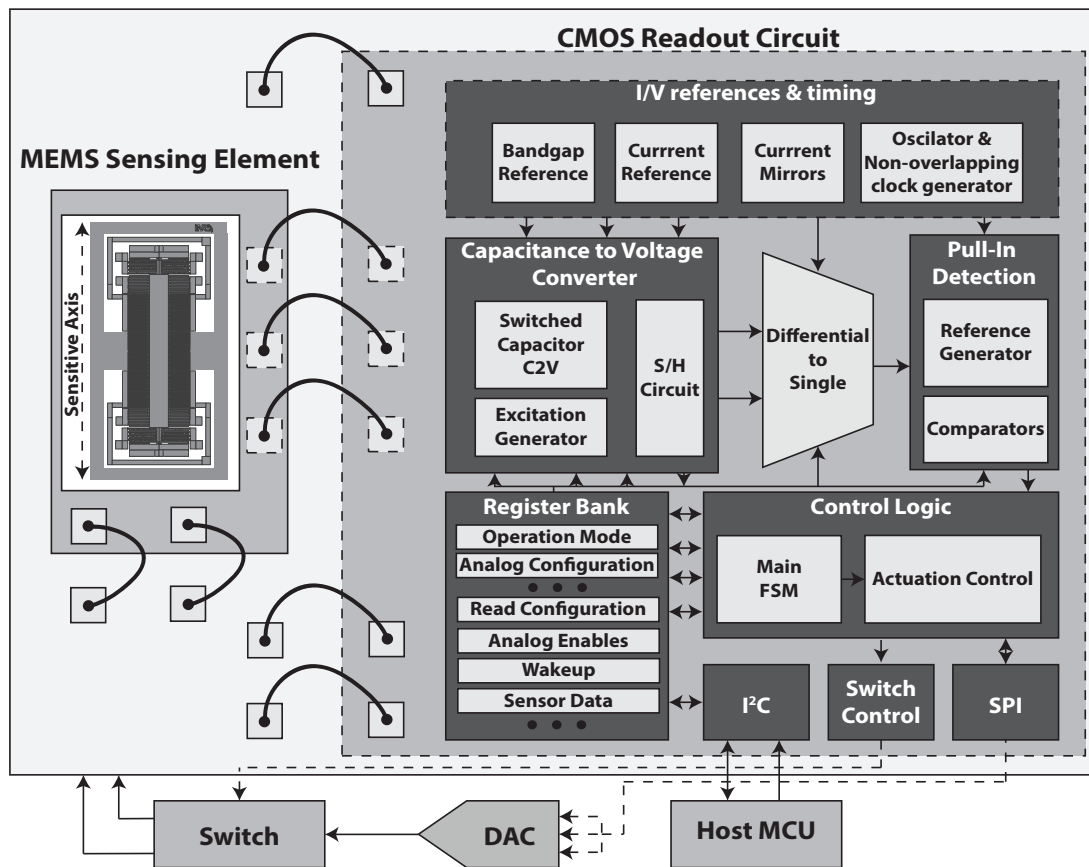 CMOS Readout Circuit
I/V references & timing
Bandgap
Reference
Currrent
Reference
Currrent
Mirrors
Oscilator &
Non-overlapping
clock generator
MEMS Sensing Element
Sensitive Axis
Capacitance to Voltage
Converter
Switched
Capacitor
C2V
Excitation
Generator
S/H
Circuit
Differential
to
Single
Pull-In
Detection
Reference
Generator
Comparators
Register Bank
Operation Mode
Analog Configuration
Read Configuration
Analog Enables
Wakeup
Sensor Data
Control Logic
Main
FSM
Actuation Control
I²C
Switch
Control
SPI
Switch
DAC
Host MCU